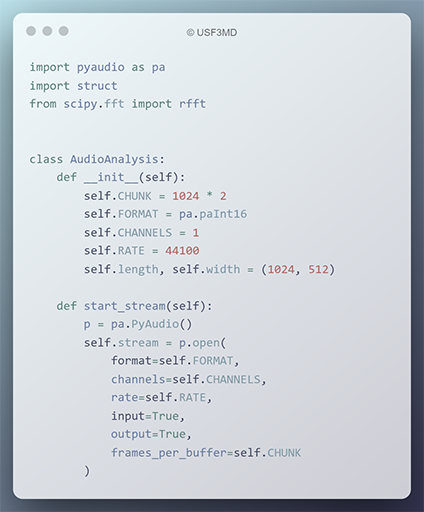 © USF3MD
import pyaudio as pa
import struct
from scipy.fft import rfft
class AudioAnalysis:
    def __init__(self):
        self.CHUNK = 1024 * 2
        self.FORMAT = pa.paInt16
        self.CHANNELS = 1
        self.RATE = 44100
        self.length, self.width = (1024, 512)
    def start_stream(self):
        p = pa.PyAudio()
        self.stream = p.open(
            format=self.FORMAT,
            channels=self.CHANNELS,
            rate=self.RATE,
            input=True,
            output=True,
            frames_per_buffer=self.CHUNK
        )